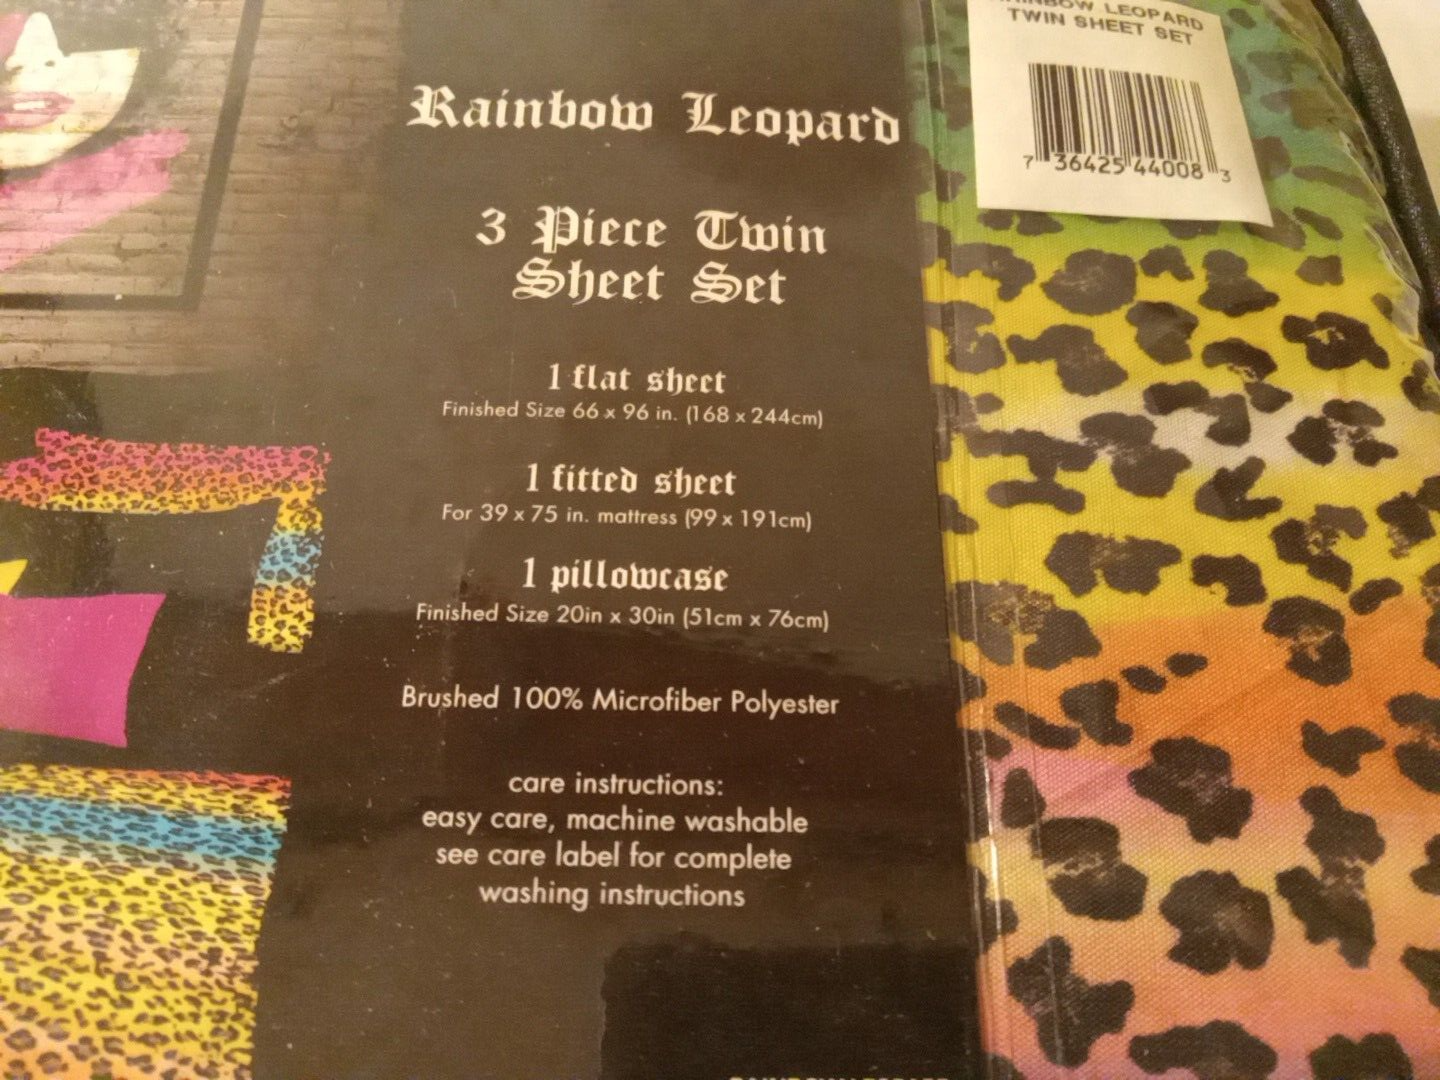 Rainbow Leopard
3 Piece Twin
Sheet Set
1 flat sheet
Finished Size 66 x 96 in. (168 x 244cm)
1 fitted sheet
For 39 x 75 in. mattress (99 x 191cm)
1 pillowcase
Finished Size 20in x 30in (51cm x 76cm)
Brushed 100% Microfiber Polyester
care instructions:
easy care, machine washable
see care label for complete
washing instructions
RAINBOW LEOPARD
TWIN SHEET SET
7 36425 44008 3